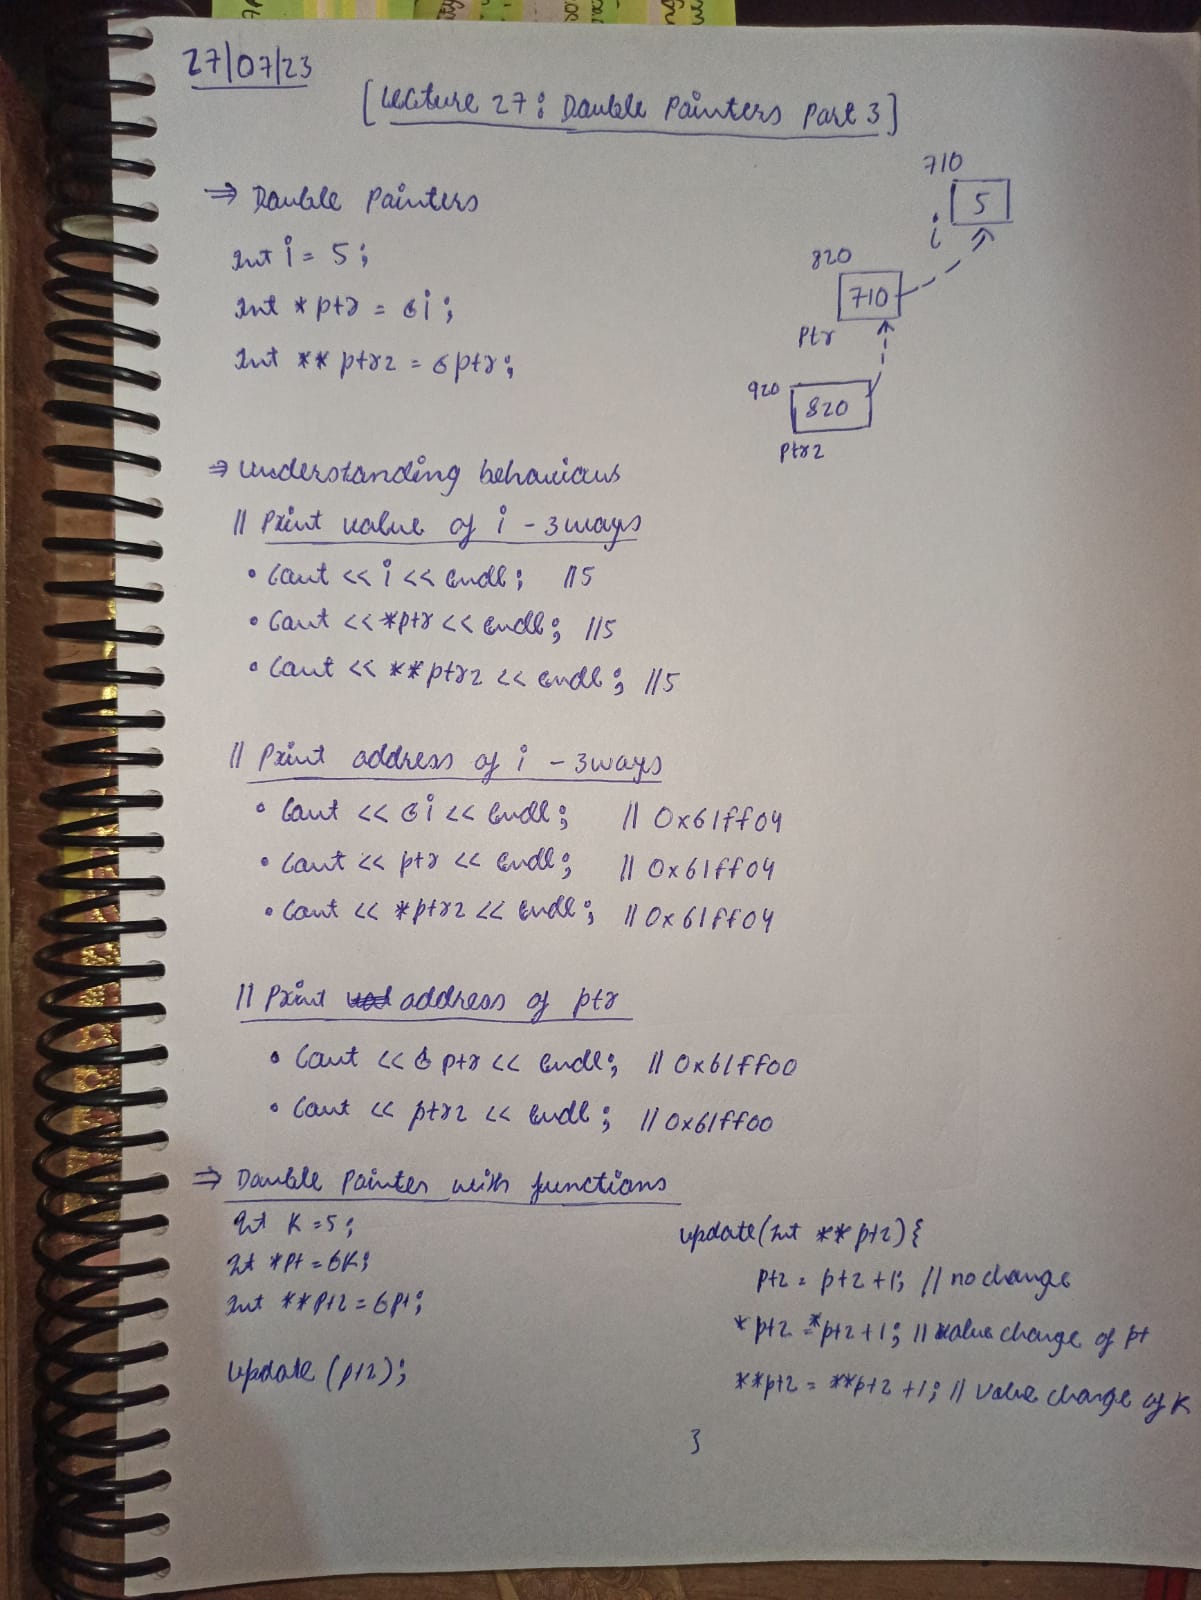 27/07/23
[Lecture 27: Double Pointers Part 3]
⇒ Double Pointers
int i = 5;
int *ptr = &i;
int **ptr2 = &ptr;
710
5
i
820
710
ptr
920
820
ptr2
⇒ Understanding behaviours
// Print value of i - 3 ways
• Cout << i << endl; //5
• Cout << *ptr << endl; //5
• Cout << **ptr2 << endl; //5
// Print address of i - 3 ways
• Cout << &i << endl; // 0x61ff04
• Cout << ptr << endl; // 0x61ff04
• Cout << *ptr2 << endl; // 0x61ff04
// Print address of ptr
• Cout << &ptr << endl; // 0x61ff00
• Cout << ptr2 << endl; // 0x61ff00
⇒ Double Pointer with functions
int K = 5;
int *pt = &K;
int **pt2 = &pt;
update (pt2);
update(int **pt2){
pt2 = pt2 + 1; // no change
*pt2 = *pt2 + 1; // value change of pt
**pt2 = **pt2 + 1; // value change of K
}